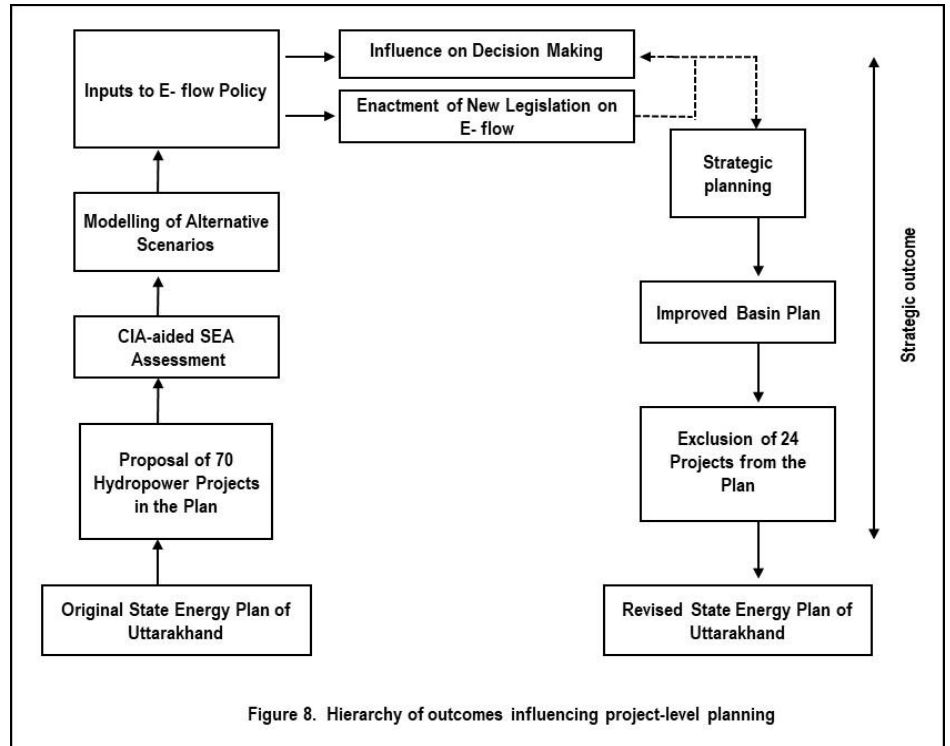 Inputs to E- flow Policy
Influence on Decision Making
Enactment of New Legislation on
E- flow
Strategic
planning
Modelling of Alternative
Scenarios
Improved Basin Plan
CIA-aided SEA
Assessment
Strategic outcome
Proposal of 70
Hydropower Projects
in the Plan
Exclusion of 24
Projects from the
Plan
Original State Energy Plan of
Uttarakhand
Revised State Energy Plan of
Uttarakhand
Figure 8. Hierarchy of outcomes influencing project-level planning